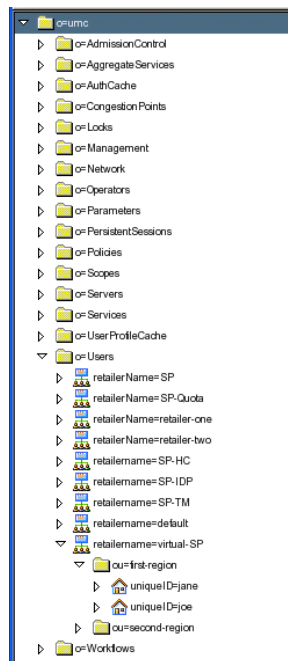 o=umc
o=AdmissionControl
o=AggregateServices
o=AuthCache
o=CongestionPoints
o=Locks
o=Management
o=Network
o=Operators
o=Parameters
o=PersistentSessions
o=Policies
o=Scopes
o=Servers
o=Services
o=UserProfileCache
o=Users
retailerName=SP
retailerName=SP-Quota
retailerName=retailer-one
retailerName=retailer-two
retailername=SP-HC
retailername=SP-IDP
retailername=SP-TM
retailername=default
retailername=virtual-SP
ou=first-region
uniqueID=jane
uniqueID=joe
ou=second-region
o=Workflows